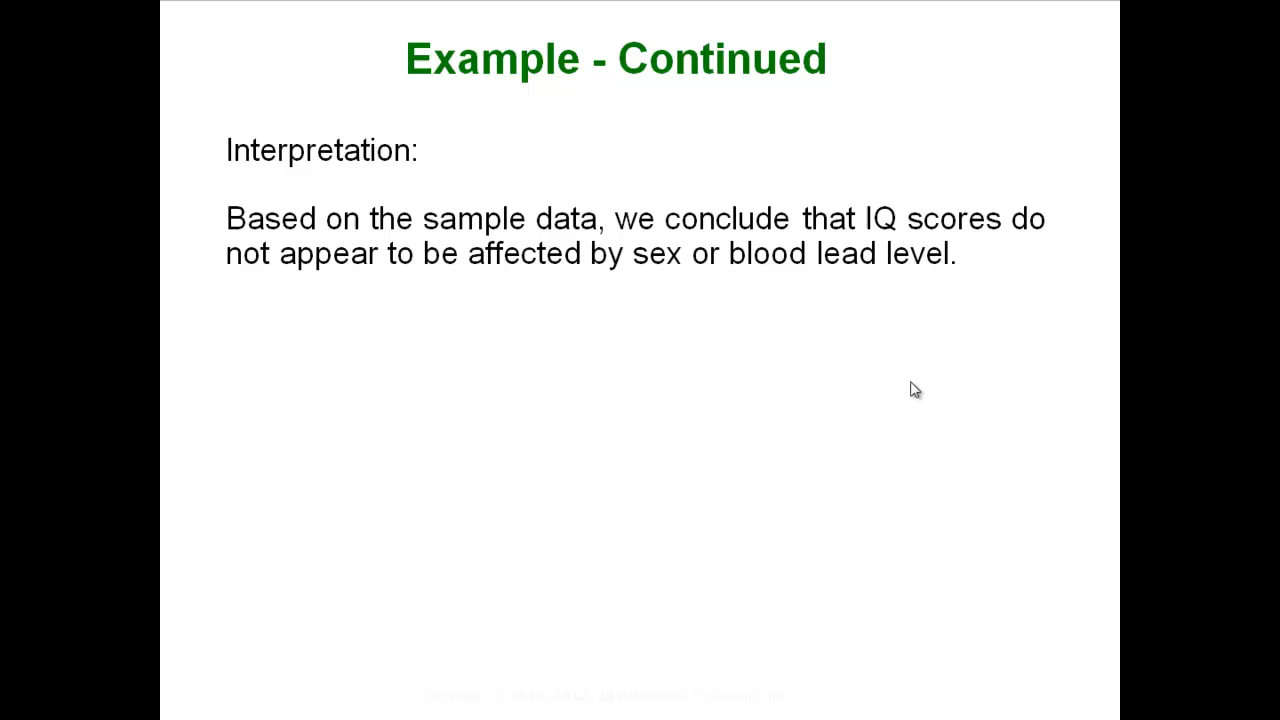 Example - Continued
Interpretation:
Based on the sample data, we conclude that IQ scores do
not appear to be affected by sex or blood lead level.